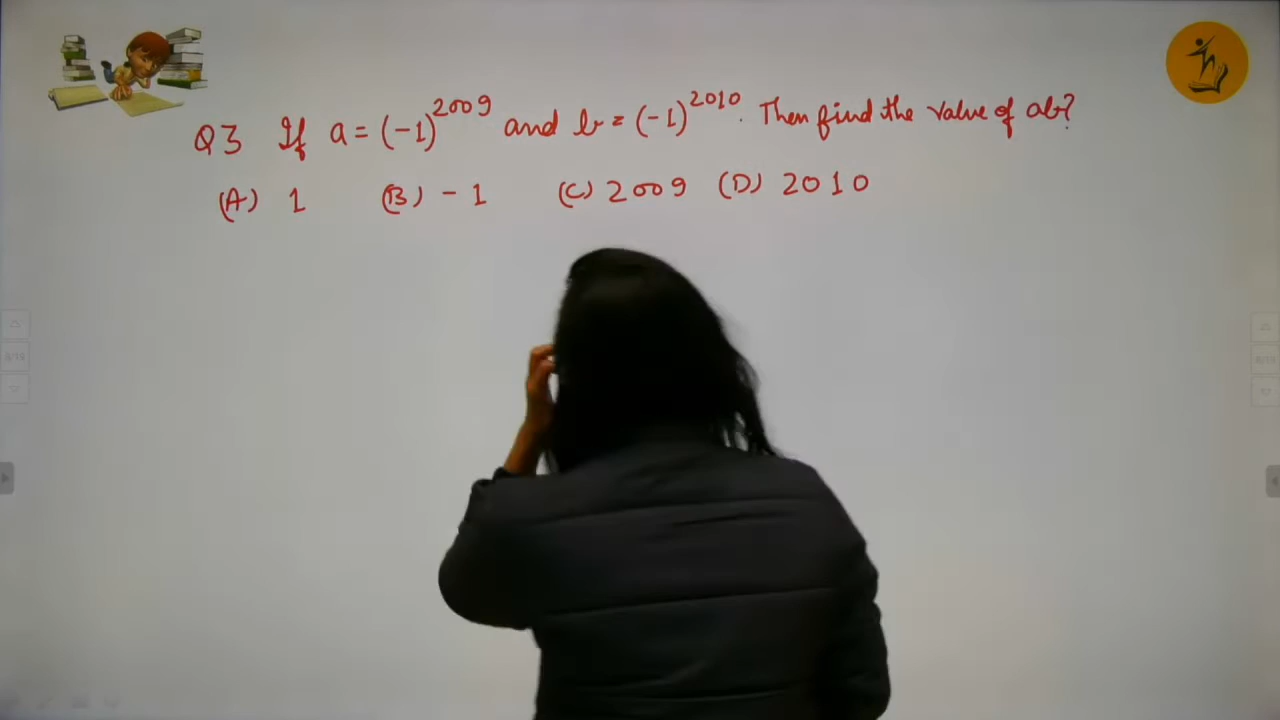 Q3 If a = (-1)^2009 and b = (-1)^2010. Then find the value of ab?
(A) 1 (B) -1 (C) 2009 (D) 2010